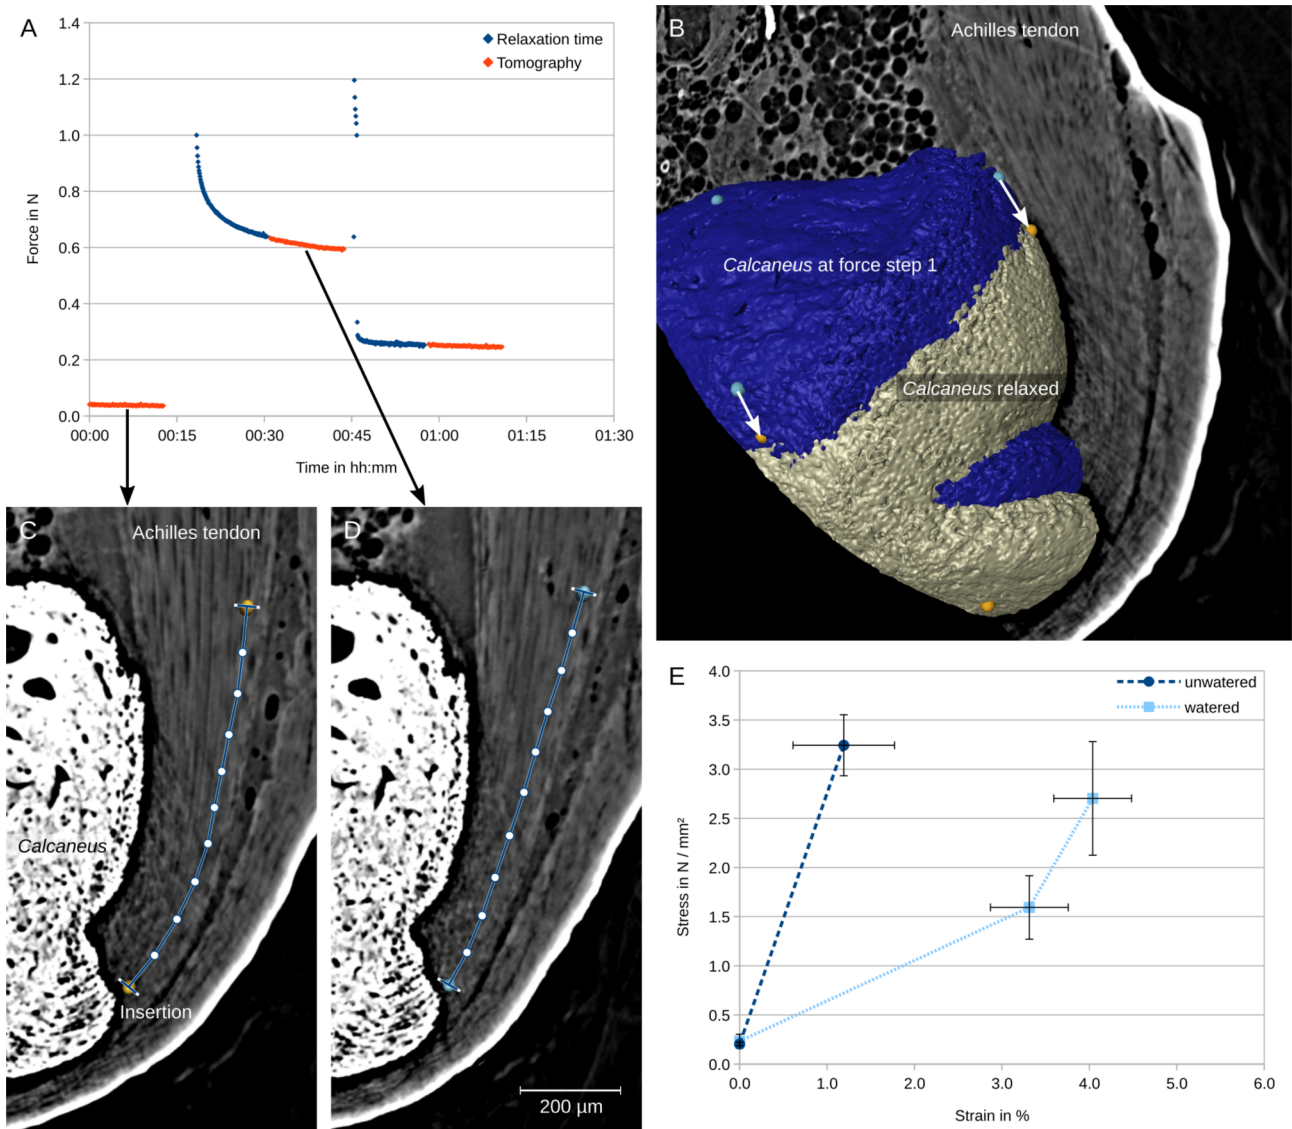 A
1.4
1.2
1.0
0.8
0.6
0.4
0.2
0.0
Force in N
Relaxation time
Tomography
00:00 00:15 00:30 00:45 01:00 01:15 01:30
Time in hh:mm
B
Achilles tendon
Calcaneus at force step 1
Calcaneus relaxed
C
Achilles tendon
Calcaneus
Insertion
D
200 µm
E
4.0
3.5
3.0
2.5
2.0
1.5
1.0
0.5
0.0
Stress in N / mm²
unwatered
watered
0.0 1.0 2.0 3.0 4.0 5.0 6.0
Strain in %